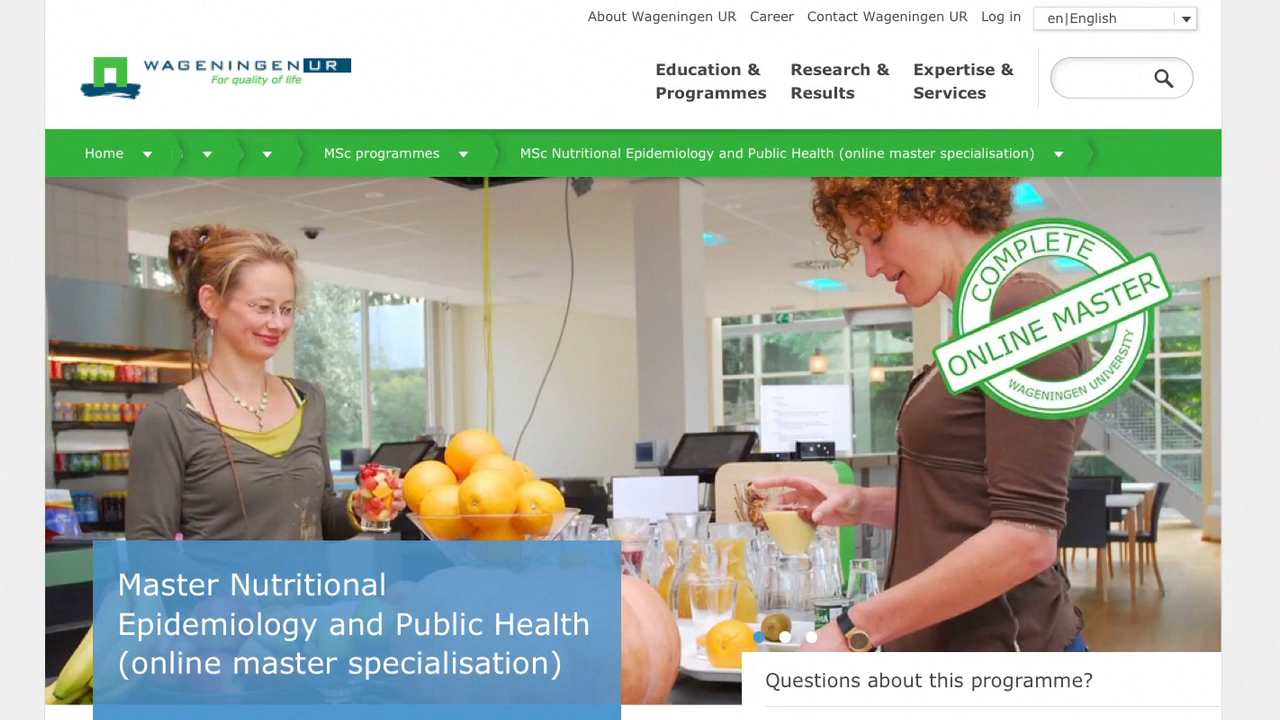 About Wageningen UR Career Contact Wageningen UR Log in en|English
WAGENINGEN UR
For quality of life
Education & Programmes
Research & Results
Expertise & Services
Home MSc programmes MSc Nutritional Epidemiology and Public Health (online master specialisation)
COMPLETE
ONLINE MASTER
WAGENINGEN UNIVERSITY
Master Nutritional
Epidemiology and Public Health
(online master specialisation)
Questions about this programme?